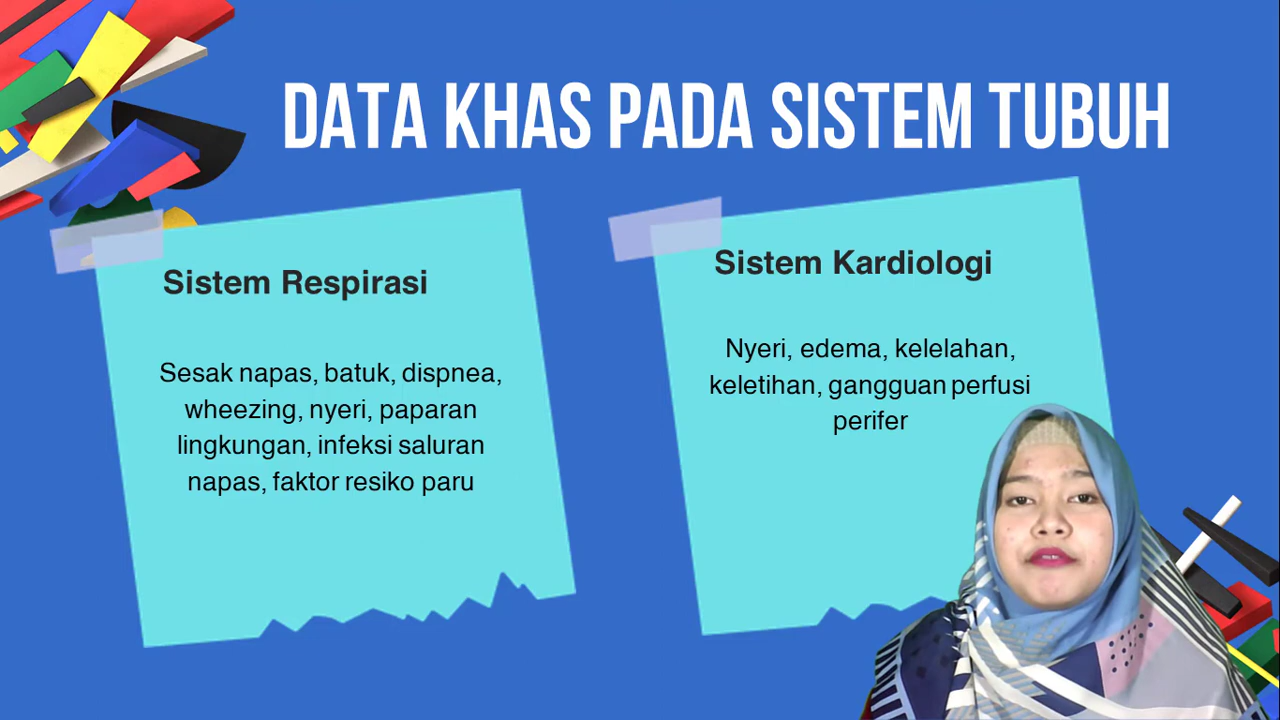 DATA KHAS PADA SISTEM TUBUH
Sistem Respirasi
Sesak napas, batuk, dispnea,
wheezing, nyeri, paparan
lingkungan, infeksi saluran
napas, faktor resiko paru
Sistem Kardiologi
Nyeri, edema, kelelahan,
keletihan, gangguan perfusi
perifer